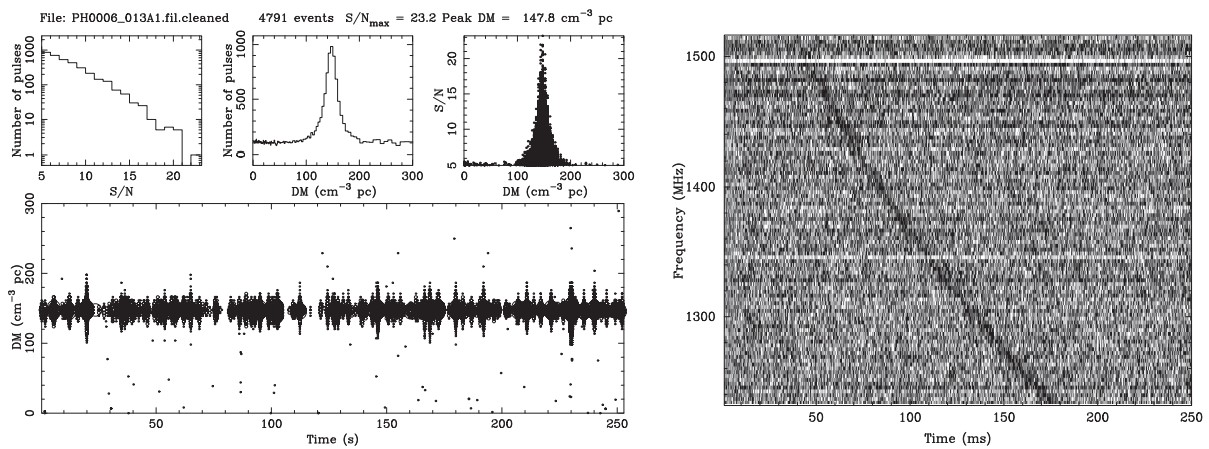 File: PH0006_013A1.fil.cleaned 4791 events S/Nmax = 23.2 Peak DM = 147.8 cm⁻³ pc
Number of pulses
1000
100
10
1
5 10 15 20
S/N
Number of pulses
1000
500
0
0 100 200 300
DM (cm⁻³ pc)
S/N
20
15
10
5
0 100 200 300
DM (cm⁻³ pc)
DM (cm⁻³ pc)
300
200
100
0
0 50 100 150 200 250
Time (s)
Frequency (MHz)
1500
1400
1300
50 100 150 200 250
Time (ms)